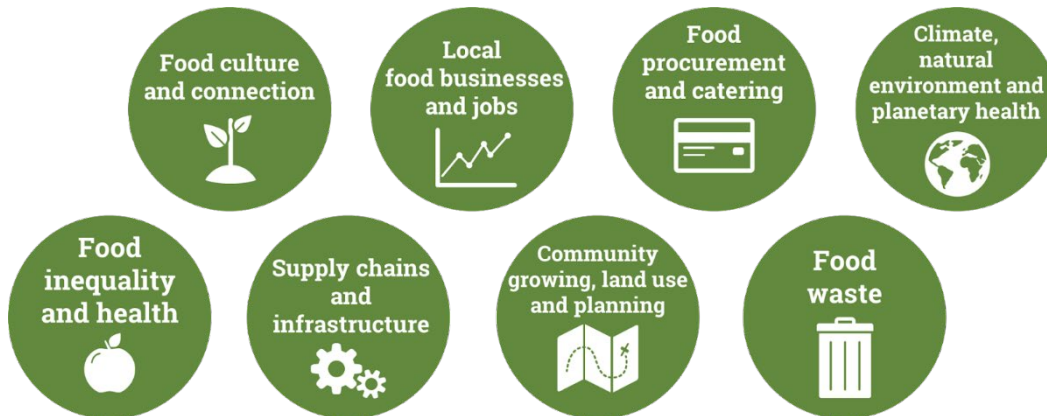 Food culture
and connection
Local
food businesses
and jobs
Food
procurement
and catering
Climate,
natural
environment and
planetary health
Food
inequality
and health
Supply chains
and
infrastructure
Community
growing, land use
and planning
Food
waste